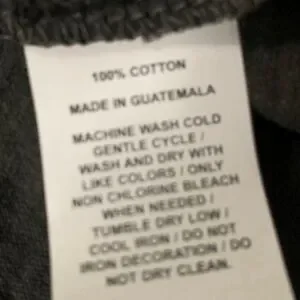 100% COTTON
MADE IN GUATEMALA
MACHINE WASH COLD
GENTLE CYCLE /
WASH AND DRY WITH
LIKE COLORS / ONLY
NON CHLORINE BLEACH
WHEN NEEDED /
TUMBLE DRY LOW /
COOL IRON / DO NOT
IRON DECORATION / DO
NOT DRY CLEAN.